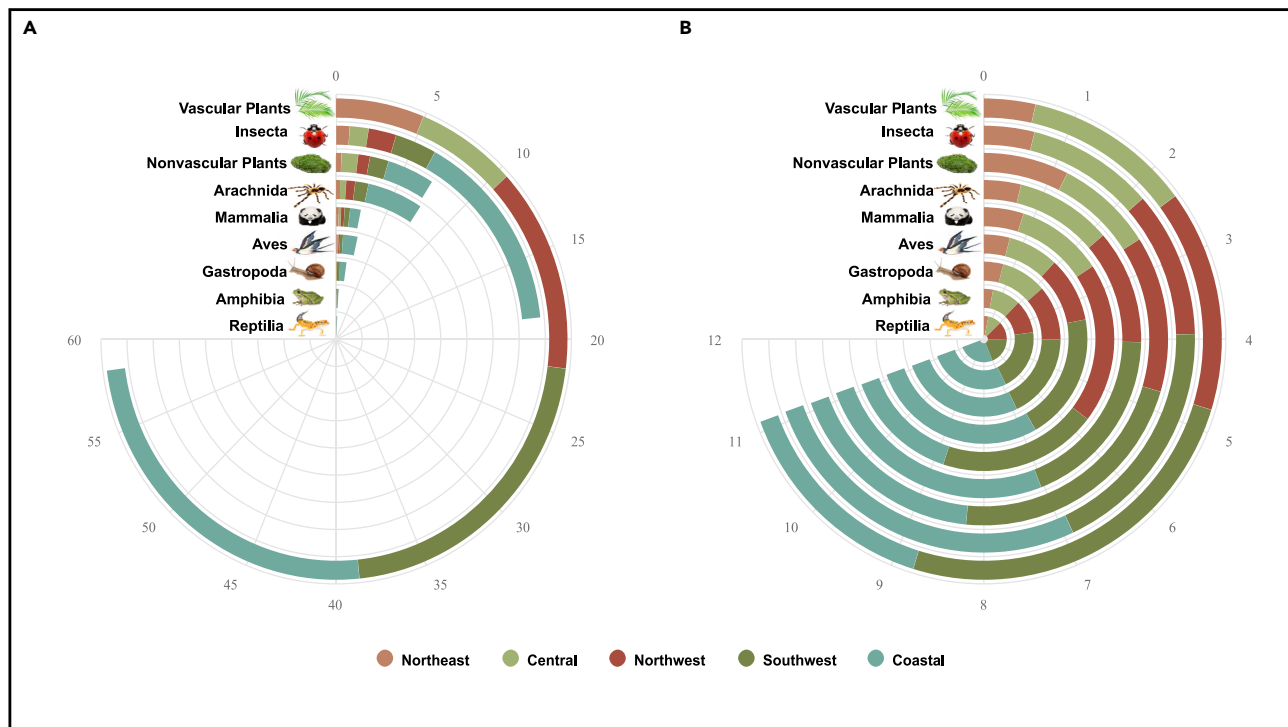 A
0
5
10
15
20
25
30
35
40
45
50
55
60
Vascular Plants
Insecta
Nonvascular Plants
Arachnida
Mammalia
Aves
Gastropoda
Amphibia
Reptilia
B
0
1
2
3
4
5
6
7
8
9
10
11
12
Vascular Plants
Insecta
Nonvascular Plants
Arachnida
Mammalia
Aves
Gastropoda
Amphibia
Reptilia
Northeast Central Northwest Southwest Coastal